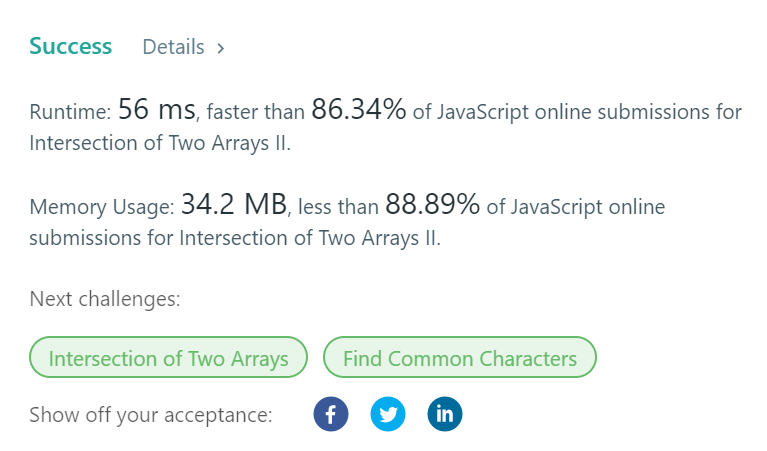 Success Details >
Runtime: 56 ms, faster than 86.34% of JavaScript online submissions for
Intersection of Two Arrays II.
Memory Usage: 34.2 MB, less than 88.89% of JavaScript online
submissions for Intersection of Two Arrays II.
Next challenges:
Intersection of Two Arrays Find Common Characters
Show off your acceptance: f in